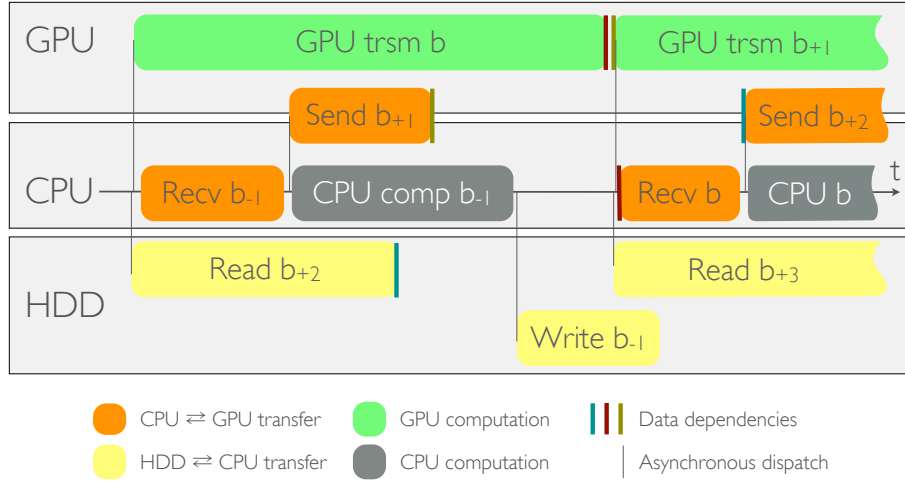 GPU
GPU trsm b
GPU trsm b+1
Send b+1
Send b+2
CPU
Recv b-1
CPU comp b-1
Recv b
CPU b
t
HDD
Read b+2
Read b+3
Write b-1
CPU ⇄ GPU transfer
GPU computation
Data dependencies
HDD ⇄ CPU transfer
CPU computation
Asynchronous dispatch